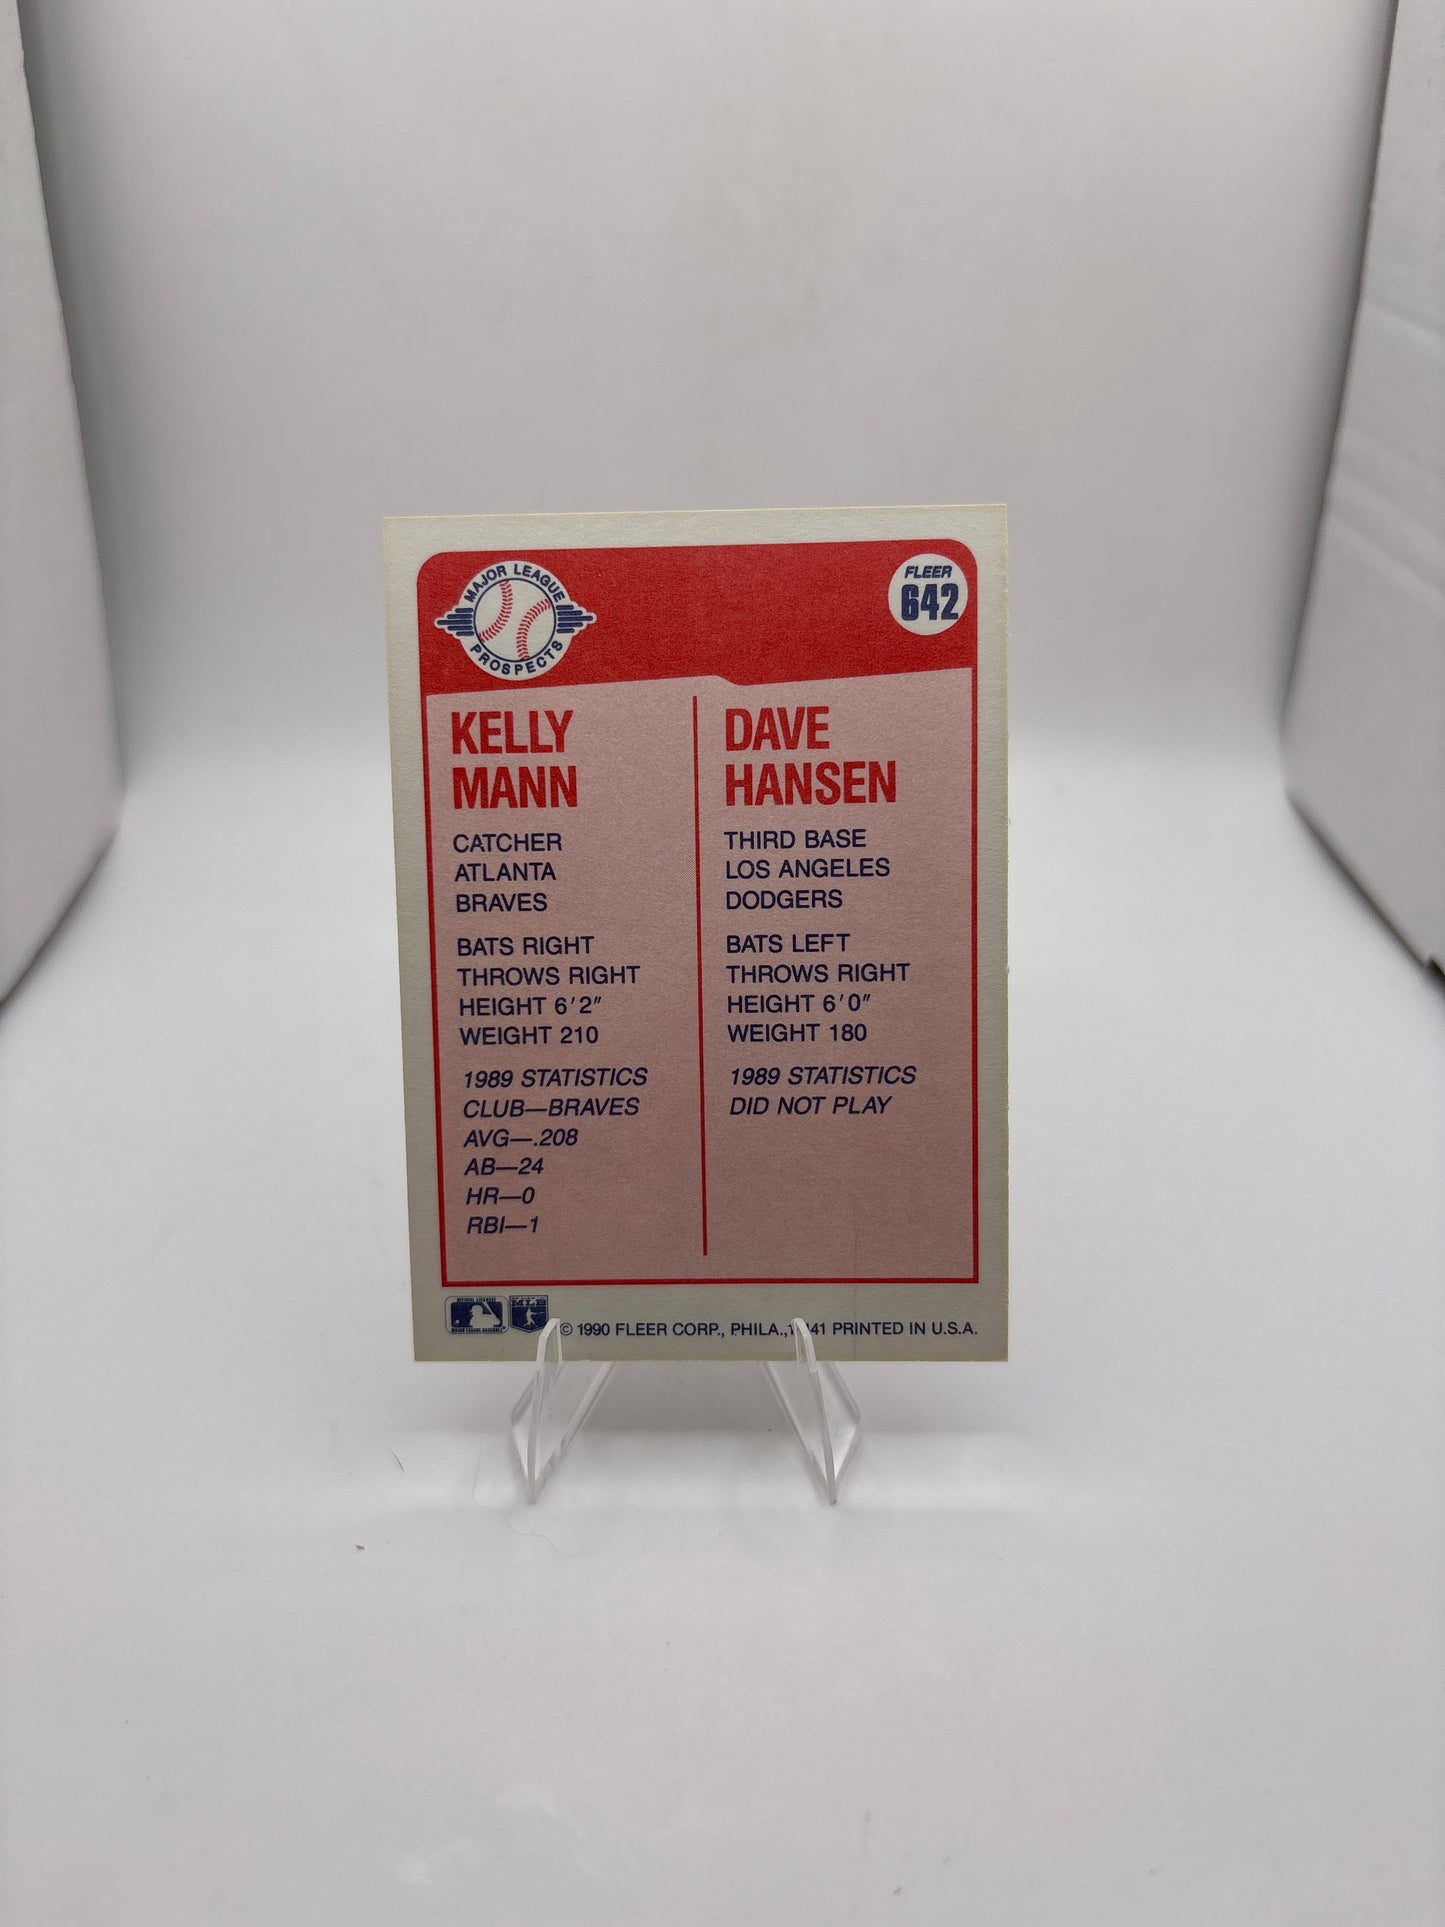 MAJOR LEAGUE
PROSPECTS
FLEER
642
KELLY
MANN
CATCHER
ATLANTA
BRAVES
BATS RIGHT
THROWS RIGHT
HEIGHT 6'2"
WEIGHT 210
1989 STATISTICS
CLUB—BRAVES
AVG—.208
AB—24
HR—0
RBI—1
DAVE
HANSEN
THIRD BASE
LOS ANGELES
DODGERS
BATS LEFT
THROWS RIGHT
HEIGHT 6'0"
WEIGHT 180
1989 STATISTICS
DID NOT PLAY
MLB
© 1990 FLEER CORP., PHILA., PRINTED IN U.S.A.